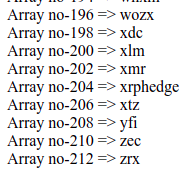 Array no-196 => wozx
Array no-198 => xdc
Array no-200 => xlm
Array no-202 => xmr
Array no-204 => xrphedge
Array no-206 => xtz
Array no-208 => yfi
Array no-210 => zec
Array no-212 => zrx